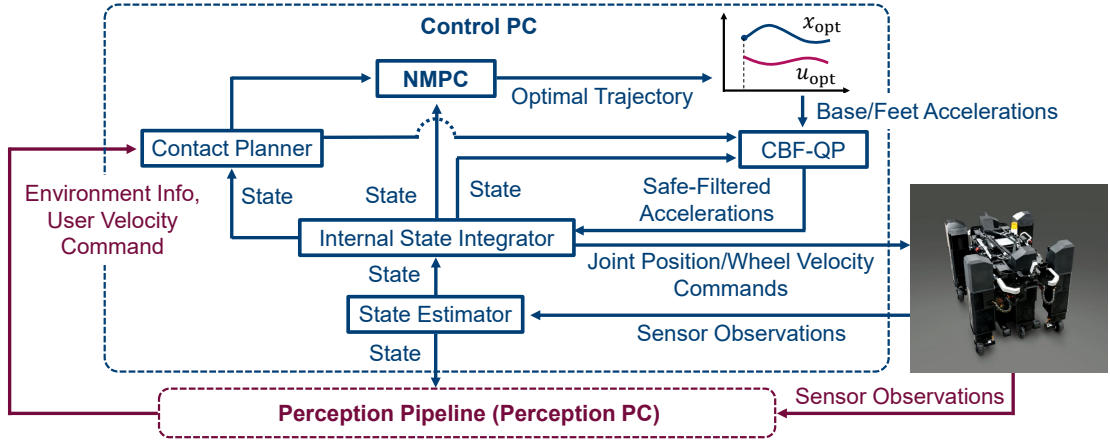 Control PC
x_opt
u_opt
NMPC
Optimal Trajectory
Base/Feet Accelerations
Contact Planner
CBF-QP
Environment Info,
User Velocity
Command
State
State
State
Safe-Filtered
Accelerations
Internal State Integrator
Joint Position/Wheel Velocity
Commands
State
State Estimator
Sensor Observations
State
Perception Pipeline (Perception PC)
Sensor Observations